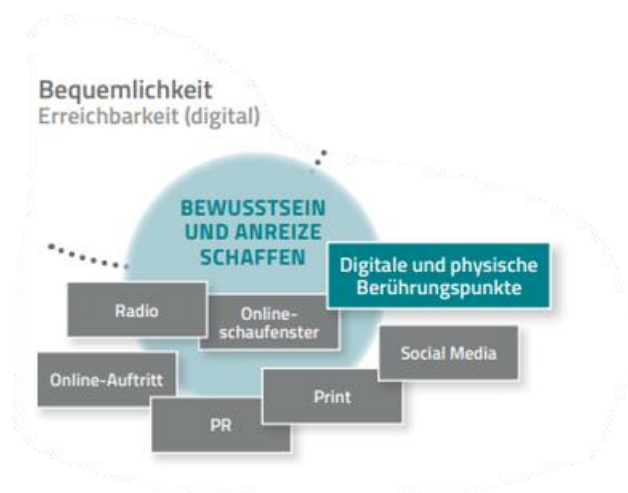 Bequemlichkeit
Erreichbarkeit (digital)
BEWUSSTSEIN
UND ANREIZE
SCHAFFEN
Digitale und physische
Berührungspunkte
Radio
Online-
schaufenster
Social Media
Online-Auftritt
Print
PR